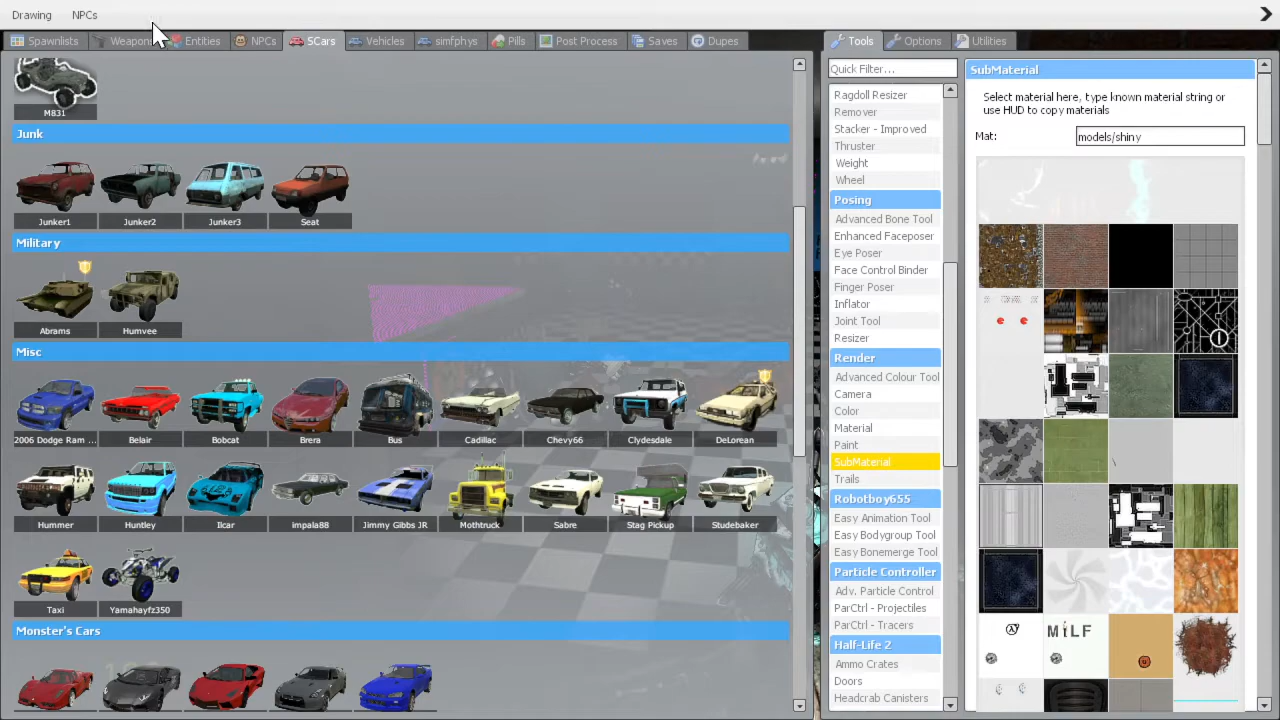 Drawing NPCs
Spawnlists Weapons Entities NPCs SCars Vehicles simfphys Pills Post Process Saves Dupes
Tools Options Utilities
M831
Junk
Junker1 Junker2 Junker3 Seat
Military
Abrams Humvee
Misc
2006 Dodge Ram ... Belair Bobcat Brera Bus Cadillac Chevy66 Clydesdale DeLorean
Hummer Huntley Ilcar impala88 Jimmy Gibbs JR Mothtruck Sabre Stag Pickup Studebaker
Taxi Yamahayfz350
Monster's Cars
Quick Filter...
Ragdoll Resizer
Remover
Stacker - Improved
Thruster
Weight
Wheel
Posing
Advanced Bone Tool
Enhanced Faceposer
Eye Poser
Face Control Binder
Finger Poser
Inflator
Joint Tool
Resizer
Render
Advanced Colour Tool
Camera
Color
Material
Paint
SubMaterial
Trails
Robotboy655
Easy Animation Tool
Easy Bodygroup Tool
Easy Bonemerge Tool
Particle Controller
Adv. Particle Control
ParCtrl - Projectiles
ParCtrl - Tracers
Half-Life 2
Ammo Crates
Doors
Headcrab Canisters
SubMaterial
Select material here, type known material string or
use HUD to copy materials
Mat: models/shiny
MILF